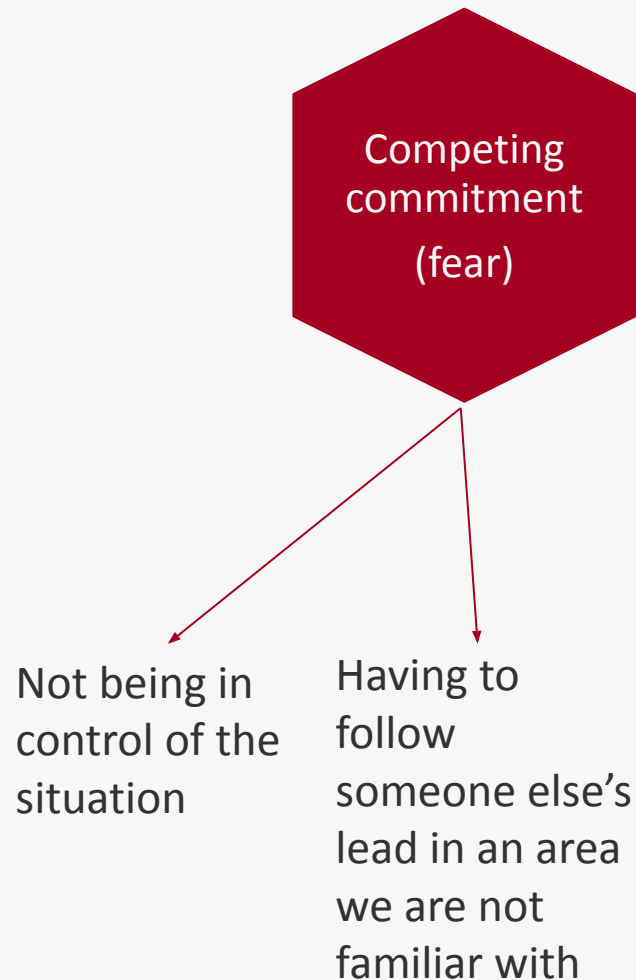 Competing
commitment
(fear)
Not being in
control of the
situation
Having to
follow
someone else’s
lead in an area
we are not
familiar with